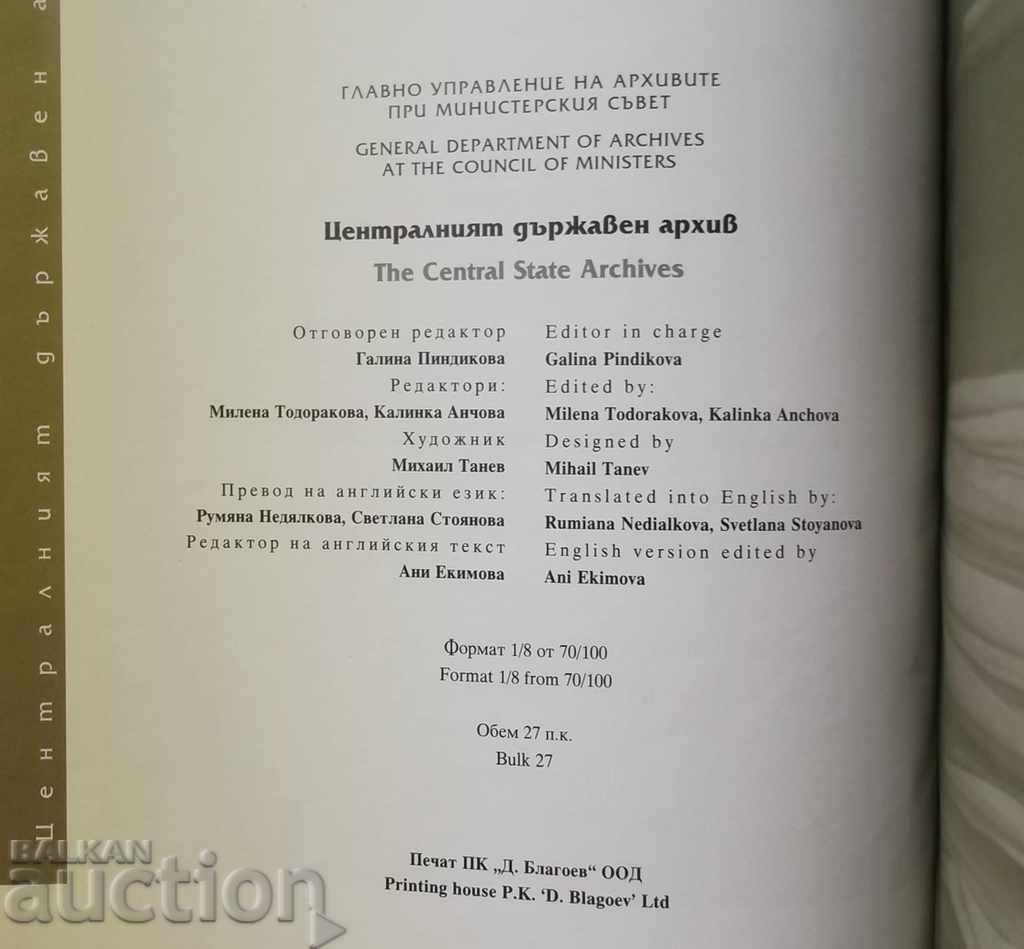 ГЛАВНО УПРАВЛЕНИЕ НА АРХИВИТЕ
ПРИ МИНИСТЕРСКИЯ СЪВЕТ
GENERAL DEPARTMENT OF ARCHIVES
AT THE COUNCIL OF MINISTERS
Централният държавен архив
The Central State Archives
Отговорен редактор Editor in charge
Галина Пиндикова Galina Pindikova
Редактори: Edited by:
Милена Тодоракова, Калинка Анчова Milena Todorakova, Kalinka Anchova
Художник Designed by
Михаил Танев Mihail Tanev
Превод на английски език: Translated into English by:
Румяна Недялкова, Светлана Стоянова Rumiana Nedialkova, Svetlana Stoyanova
Редактор на английския текст English version edited by
Ани Екимова Ani Ekimova
Формат 1/8 от 70/100
Format 1/8 from 70/100
Обем 27 п.к.
Bulk 27
Печат ПК „Д. Благоев“ ООД
Printing house P.K. ‘D. Blagoev’ Ltd
Централният държавен а
BALKAN
auction